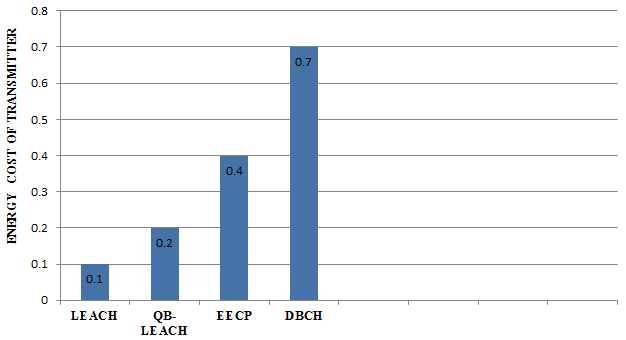 ENERGY COST OF TRANSMITTER
0.8
0.7
0.6
0.5
0.4
0.3
0.2
0.1
0
0.1
0.2
0.4
0.7
LEACH
QB-
LEACH
EECP
DBCH